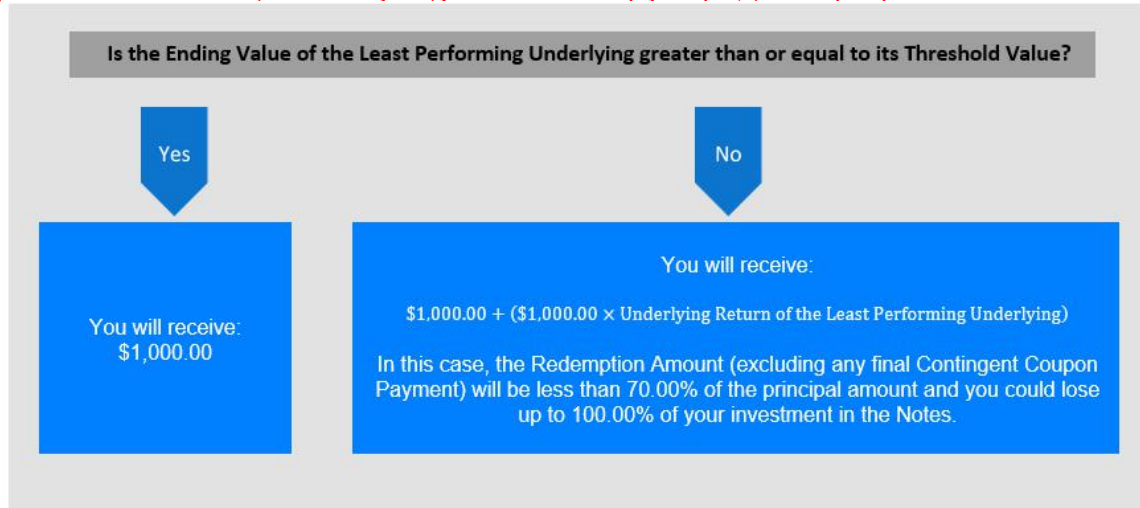 Is the Ending Value of the Least Performing Underlying greater than or equal to its Threshold Value?
Yes
No
You will receive:
$1,000.00
You will receive:
$1,000.00 + ($1,000.00 × Underlying Return of the Least Performing Underlying)
In this case, the Redemption Amount (excluding any final Contingent Coupon
Payment) will be less than 70.00% of the principal amount and you could lose
up to 100.00% of your investment in the Notes.